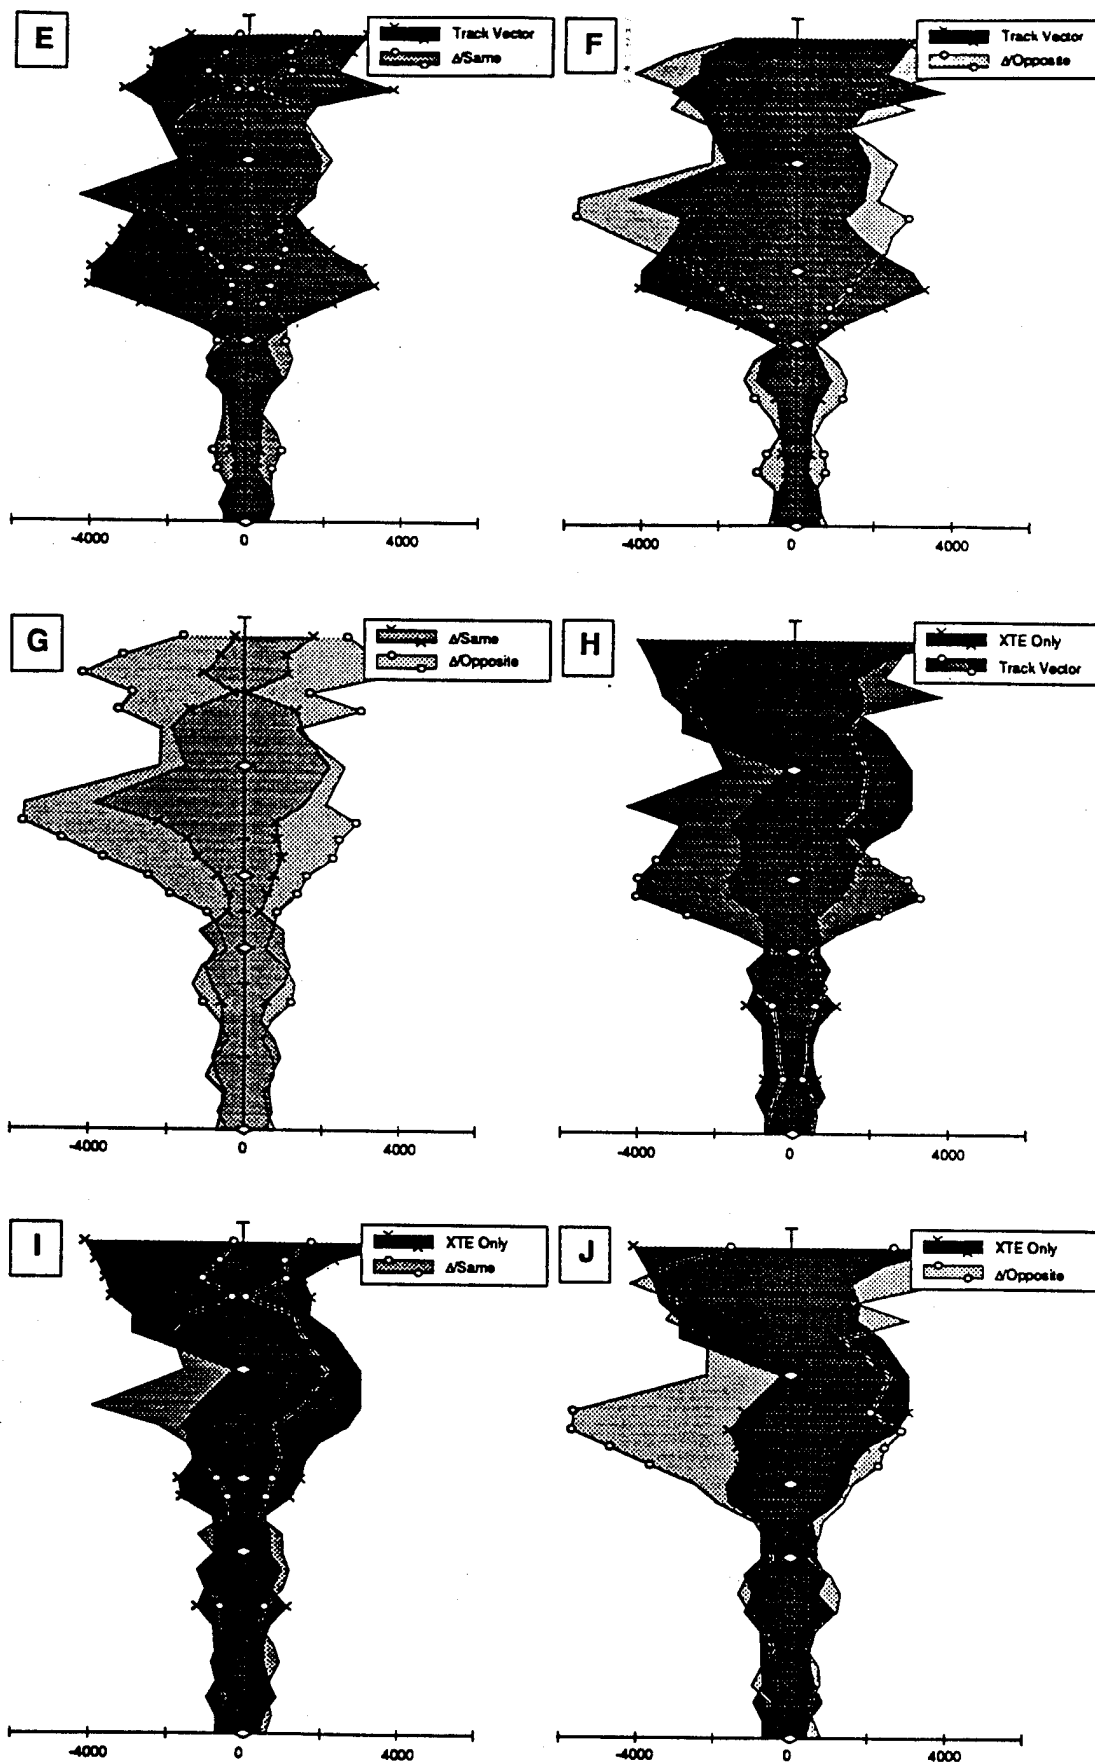 E
Track Vector
Δ/Same
-4000 0 4000
F
Track Vector
Δ/Opposite
-4000 0 4000
G
Δ/Same
Δ/Opposite
-4000 0 4000
H
XTE Only
Track Vector
-4000 0 4000
I
XTE Only
Δ/Same
-4000 0 4000
J
XTE Only
Δ/Opposite
-4000 0 4000